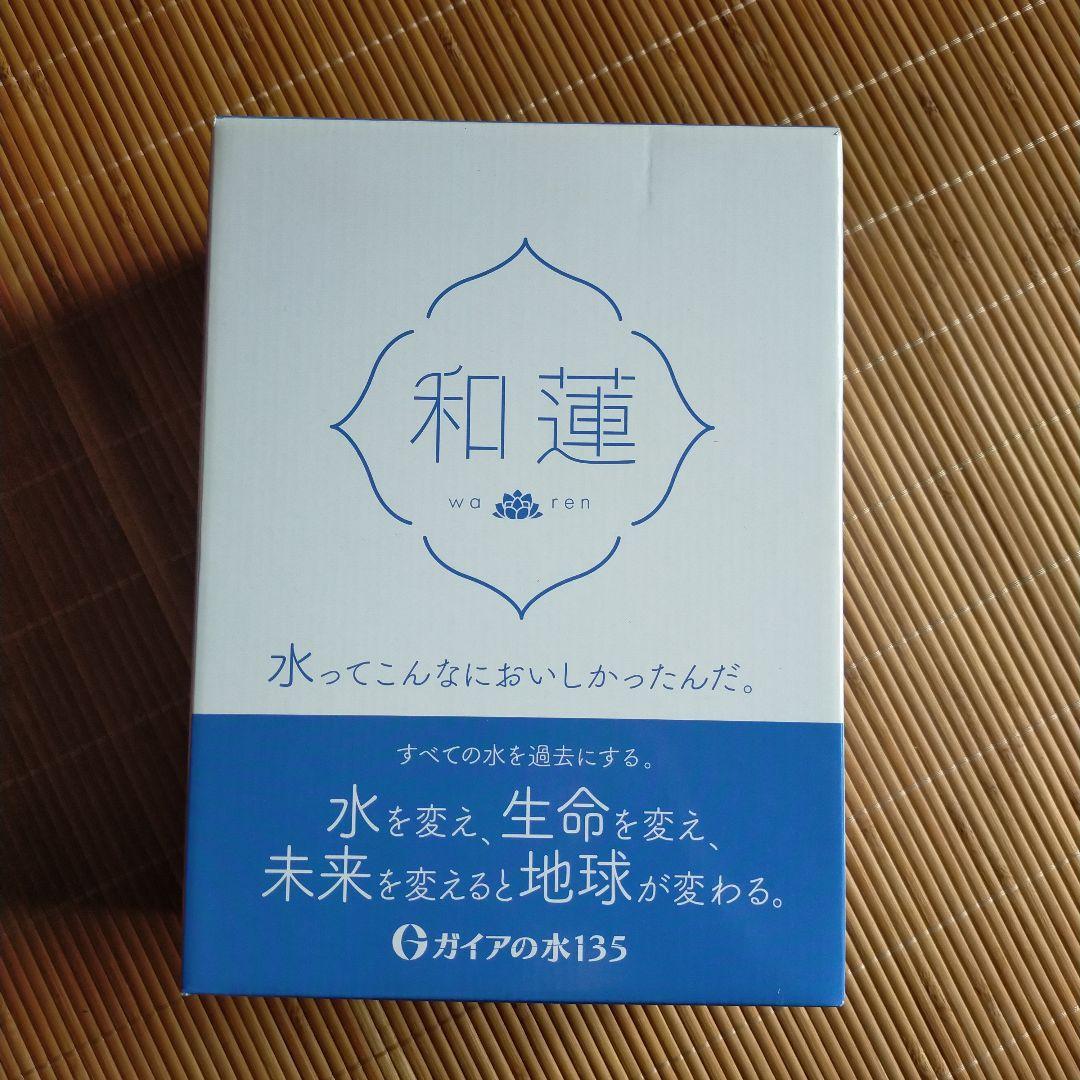 和蓮
wa ren
水ってこんなにおいしかったんだ。
すべての水を過去にする。
水を変え、生命を変え、
未来を変えると地球が変わる。
ガイアの水135